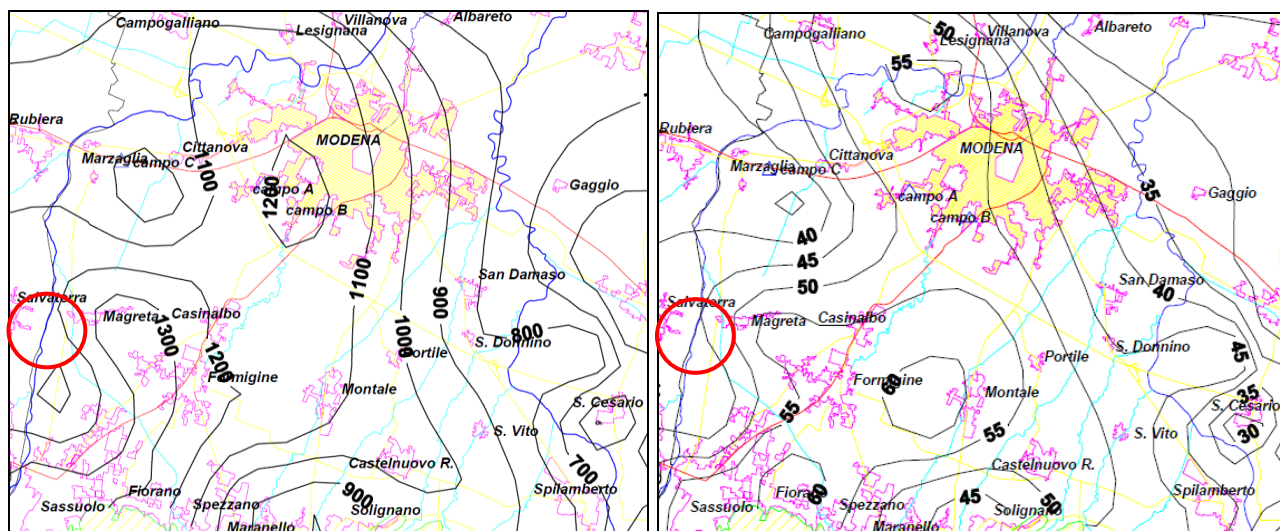 Campogalliano
Villanova
Albareto
Lesignana
Rubiera
MODENA
Cittanova
Marzaglia
campo C
1100
campo A
1200
campo B
Gaggio
1100
San Damaso
900
Salvaterra
Magreta
Casinalbo
1300
1200
1000
800
S. Donnino
Portile
Formigine
Montale
S. Cesario
S. Vito
Castelnuovo R.
700
Fiorano
Spezzano
900
Spilamberto
Sassuolo
Solignano
Maranello
50
Villanova
Albareto
Campogalliano
Lesignana
55
Rubiera
MODENA
Cittanova
Marzaglia
campo C
35
Gaggio
campo A
campo B
40
45
San Damaso
50
40
Salvaterra
Magreta
Casinalbo
S. Donnino
45
Portile
Formigine
60
Montale
35
S. Cesario
55
55
S. Vito
30
Castelnuovo R.
Fiorano
60
45
50
Spilamberto
Sassuolo
Spezzano
Maranello